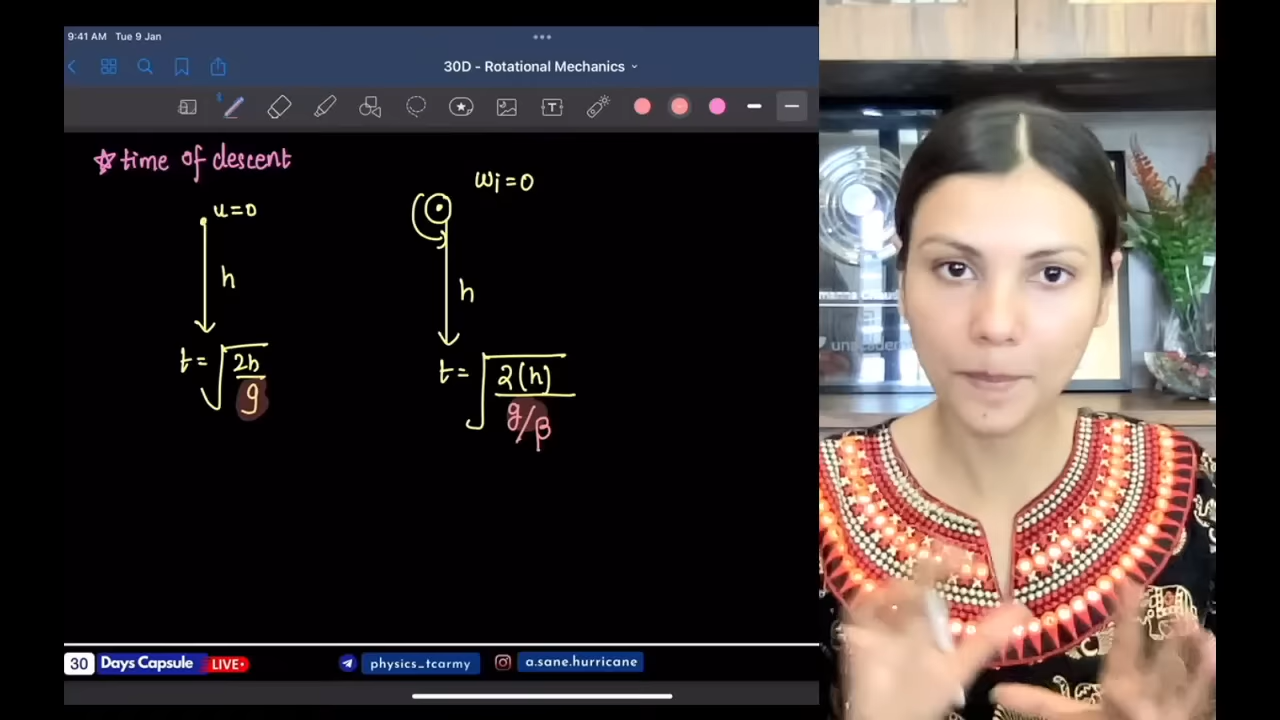 9:41 AM Tue 9 Jan
30D - Rotational Mechanics
☆ time of descent
u=0
h
t= √(2h/g)
ωi=0
h
t= √(2(h)/(g/β))
30 Days Capsule LIVE•
physics_tcarmy
a.sane.hurricane